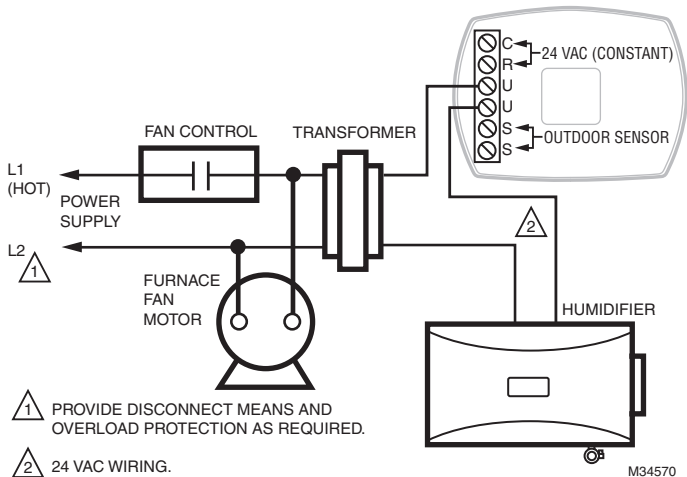 C
R
24 VAC (CONSTANT)
U
U
S
S
OUTDOOR SENSOR
FAN CONTROL
TRANSFORMER
L1
(HOT)
POWER
SUPPLY
L2
1
2
FURNACE
FAN
MOTOR
HUMIDIFIER
1 PROVIDE DISCONNECT MEANS AND
OVERLOAD PROTECTION AS REQUIRED.
2 24 VAC WIRING.
M34570